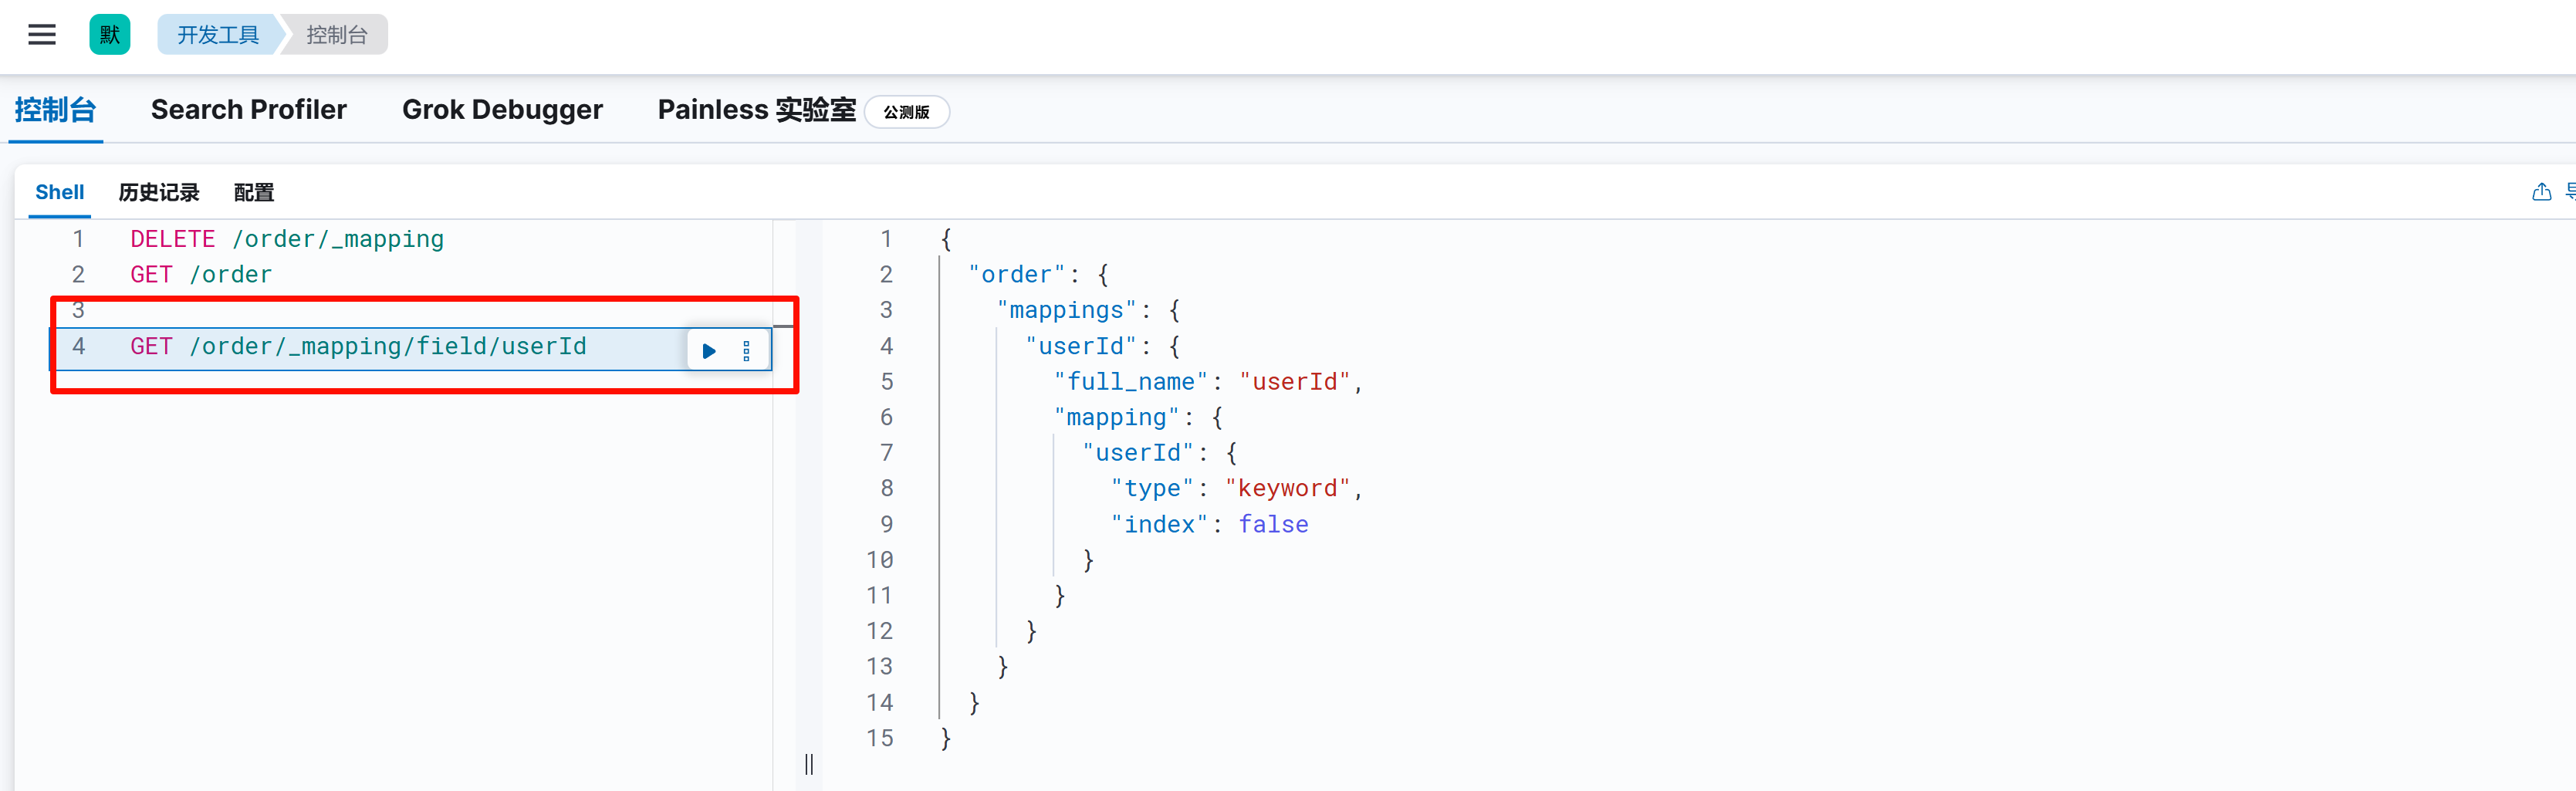 默 开发工具 控制台
控制台 Search Profiler Grok Debugger Painless 实验室 公测版
Shell 历史记录 配置
1 DELETE /order/_mapping
2 GET /order
3
4 GET /order/_mapping/field/userId
1 {
2 "order": {
3 "mappings": {
4 "userId": {
5 "full_name": "userId",
6 "mapping": {
7 "userId": {
8 "type": "keyword",
9 "index": false
10 }
11 }
12 }
13 }
14 }
15 }